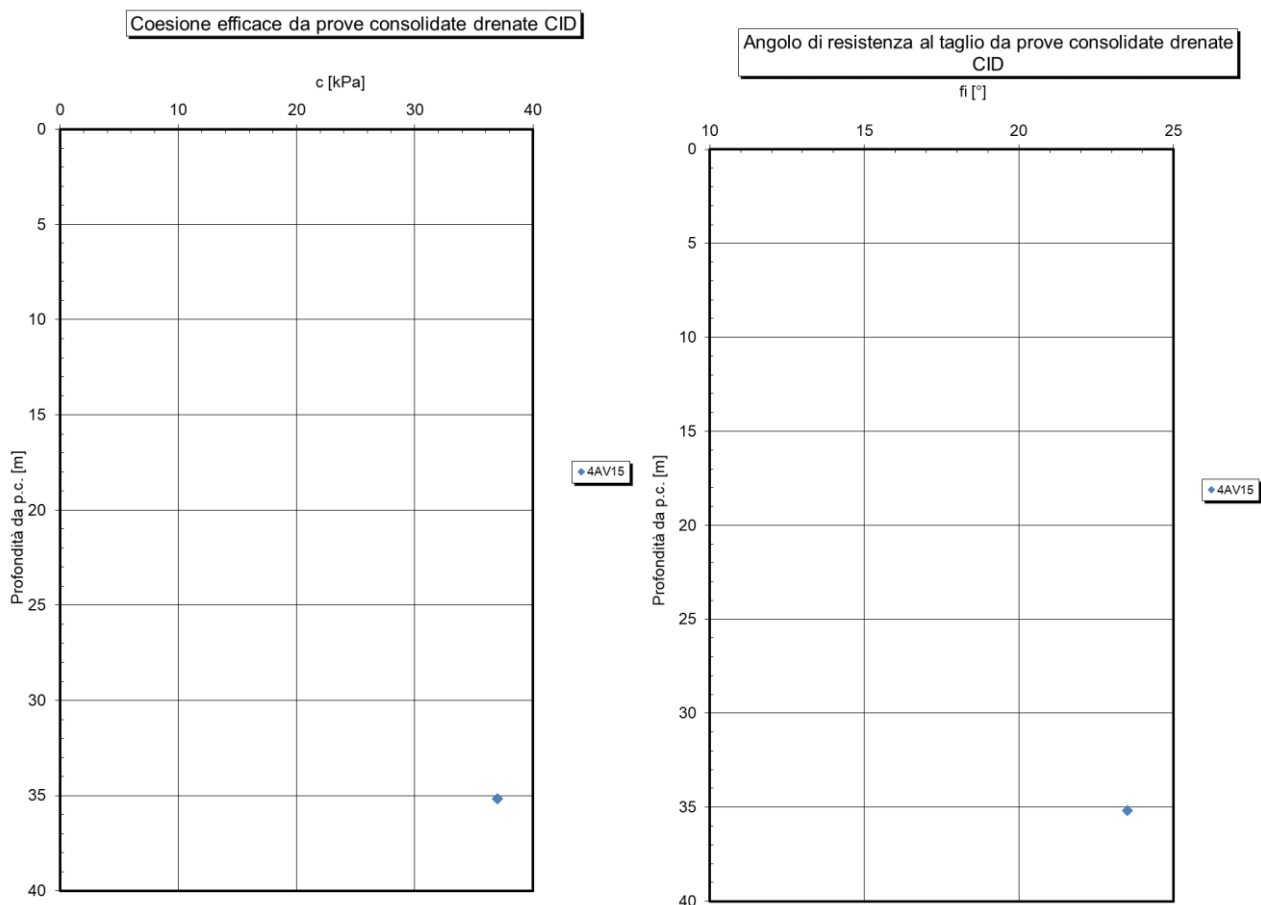 Coesione efficace da prove consolidate drenate CID
c [kPa]
0 10 20 30 40
0
5
10
15
20
25
30
35
40
Profondità da p.c. [m]
4AV15
Angolo di resistenza al taglio da prove consolidate drenate
CID
fi [°]
10 15 20 25
0
5
10
15
20
25
30
35
40
Profondità da p.c. [m]
4AV15